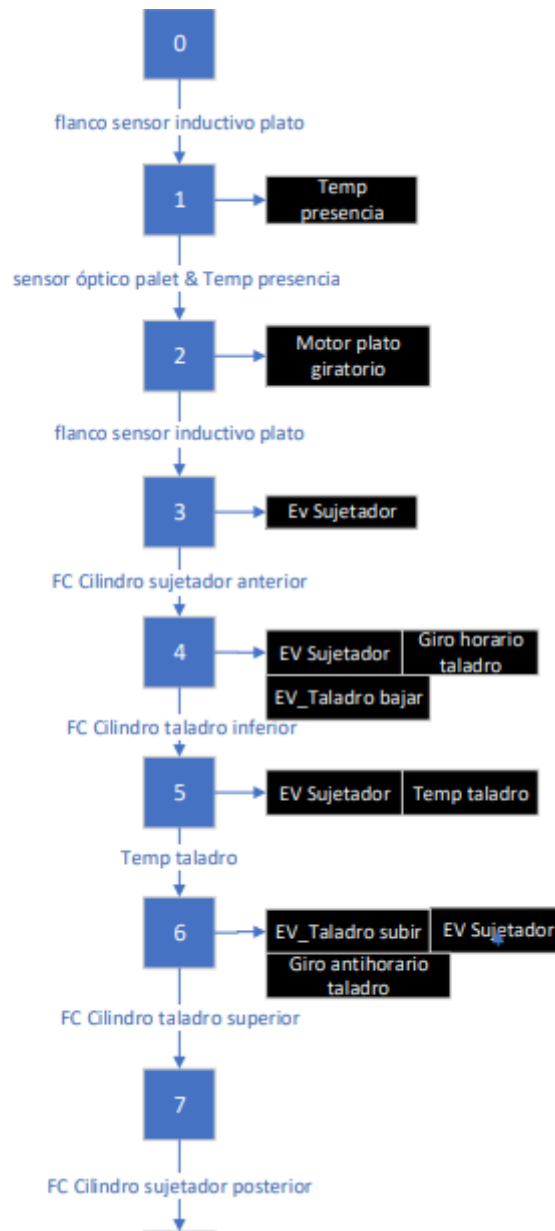 0
flanco sensor inductivo plato
1
Temp
presencia
sensor óptico palet & Temp presencia
2
Motor plato
giratorio
flanco sensor inductivo plato
3
Ev Sujetador
FC Cilindro sujetador anterior
4
EV Sujetador
Giro horario
taladro
EV_Taladro bajar
FC Cilindro taladro inferior
5
EV Sujetador
Temp taladro
Temp taladro
6
EV_Taladro subir
EV Sujetador
Giro antihorario
taladro
FC Cilindro taladro superior
7
FC Cilindro sujetador posterior